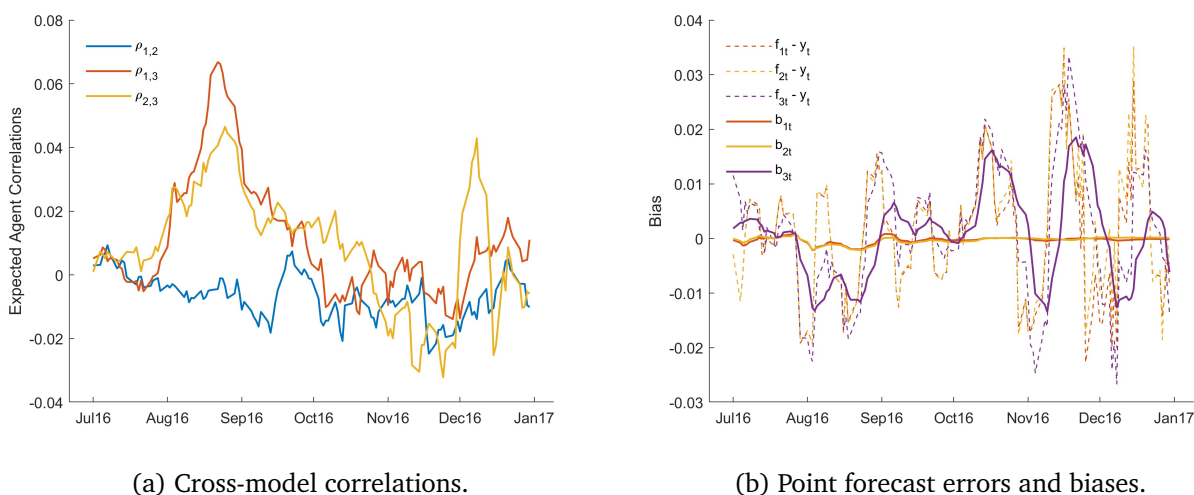 0.08
0.06
0.04
0.02
0
-0.02
-0.04
Expected Agent Correlations
ρ1,2
ρ1,3
ρ2,3
Jul16 Aug16 Sep16 Oct16 Nov16 Dec16 Jan17
(a) Cross-model correlations.
0.04
0.03
0.02
0.01
0
-0.01
-0.02
-0.03
Bias
f1t - yt
f2t - yt
f3t - yt
b1t
b2t
b3t
Jul16 Aug16 Sep16 Oct16 Nov16 Dec16 Jan17
(b) Point forecast errors and biases.